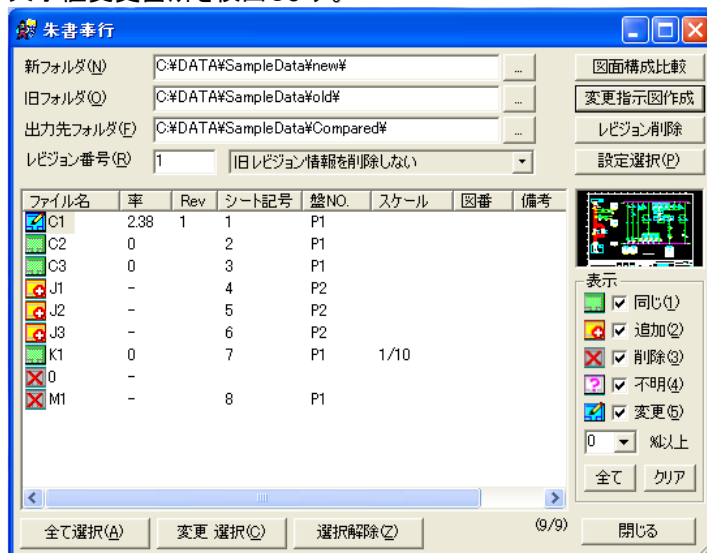 朱書奉行
新フォルダ(N) C:¥DATA¥SampleData¥new¥ ... 図面構成比較
旧フォルダ(O) C:¥DATA¥SampleData¥old¥ ... 変更指示図作成
出力先フォルダ(F) C:¥DATA¥SampleData¥Compared¥ ... レビジョン削除
レビジョン番号(R) 1 旧レビジョン情報を削除しない 設定選択(P)
ファイル名 率 Rev シート記号 盤NO. スケール 図番 備考
C1 2.38 1 1 P1
C2 0 2 P1
C3 0 3 P1
J1 - 4 P2
J2 - 5 P2
J3 - 6 P2
K1 0 7 P1 1/10
0 -
M1 - 8 P1
表示
同じ(1)
追加(2)
削除(3)
不明(4)
変更(5)
0 %以上
全て クリア
全て選択(A) 変更 選択(C) 選択解除(Z) (9/9) 閉じる